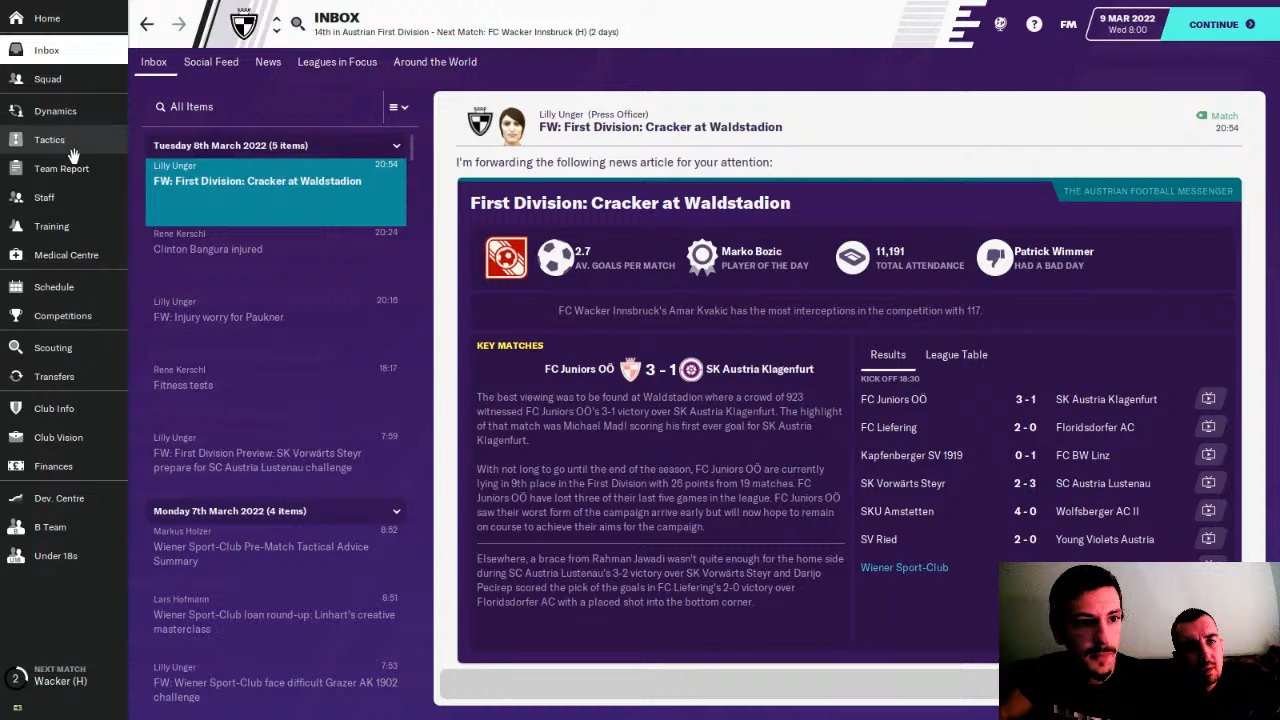 Home
Inbox
Squad
Dynamics
Tactics
Team Report
Staff
Training
Medical Centre
Schedule
Competitions
Scouting
Transfers
Club Info
Club Vision
Finances
Dev. Centre
B Team
Under 18s
2
NEXT MATCH
Wacker (H)
INBOX
14th in Austrian First Division - Next Match: FC Wacker Innsbruck (H) (2 days)
FM
9 MAR 2022
Wed 8:00
CONTINUE
Inbox
Social Feed
News
Leagues in Focus
Around the World
All Items
Tuesday 8th March 2022 (5 items)
Lilly Unger 20:54
FW: First Division: Cracker at Waldstadion
Rene Kerschl 20:24
Clinton Bangura injured
Lilly Unger 20:16
FW: Injury worry for Paukner
Rene Kerschl 18:17
Fitness tests
Lilly Unger 7:59
FW: First Division Preview: SK Vorwärts Steyr
prepare for SC Austria Lustenau challenge
Monday 7th March 2022 (4 items)
Markus Holzer 8:52
Wiener Sport-Club Pre-Match Tactical Advice
Summary
Lars Hofmann 8:51
Wiener Sport-Club loan round-up: Linhart's creative
masterclass
Lilly Unger 7:53
FW: Wiener Sport-Club face difficult Grazer AK 1902
challenge
Lilly Unger (Press Officer)
FW: First Division: Cracker at Waldstadion
Match
20:54
I'm forwarding the following news article for your attention:
THE AUSTRIAN FOOTBALL MESSENGER
First Division: Cracker at Waldstadion
2.7
AV. GOALS PER MATCH
Marko Bozic
PLAYER OF THE DAY
11,191
TOTAL ATTENDANCE
Patrick Wimmer
HAD A BAD DAY
FC Wacker Innsbruck's Amar Kvakic has the most interceptions in the competition with 117.
KEY MATCHES
FC Juniors OÖ 3 - 1 SK Austria Klagenfurt
The best viewing was to be found at Waldstadion where a crowd of 923
witnessed FC Juniors OÖ's 3-1 victory over SK Austria Klagenfurt. The highlight
of that match was Michael Madl scoring his first ever goal for SK Austria
Klagenfurt.
With not long to go until the end of the season, FC Juniors OÖ are currently
lying in 9th place in the First Division with 26 points from 19 matches. FC
Juniors OÖ have lost three of their last five games in the league. FC Juniors OÖ
saw their worst form of the campaign arrive early but will now hope to remain
on course to achieve their aims for the campaign.
Elsewhere, a brace from Rahman Jawadi wasn't quite enough for the home side
during SC Austria Lustenau's 3-2 victory over SK Vorwärts Steyr and Darijo
Pecirep scored the pick of the goals in FC Liefering's 2-0 victory over
Floridsdorfer AC with a placed shot into the bottom corner.
Results
League Table
KICK OFF 18:30
FC Juniors OÖ 3 - 1 SK Austria Klagenfurt
FC Liefering 2 - 0 Floridsdorfer AC
Kapfenberger SV 1919 0 - 1 FC BW Linz
SK Vorwärts Steyr 2 - 3 SC Austria Lustenau
SKU Amstetten 4 - 0 Wolfsberger AC II
SV Ried 2 - 0 Young Violets Austria
Wiener Sport-Club